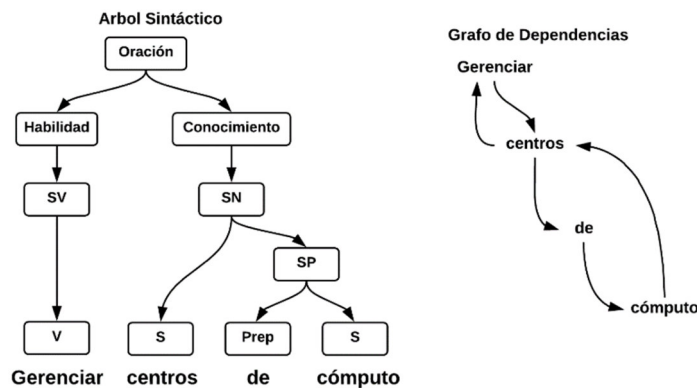 Arbol Sintáctico
Oración
Habilidad
Conocimiento
SV
SN
SP
V
S
Prep
S
Gerenciar centros de cómputo
Grafo de Dependencias
Gerenciar
centros
de
cómputo